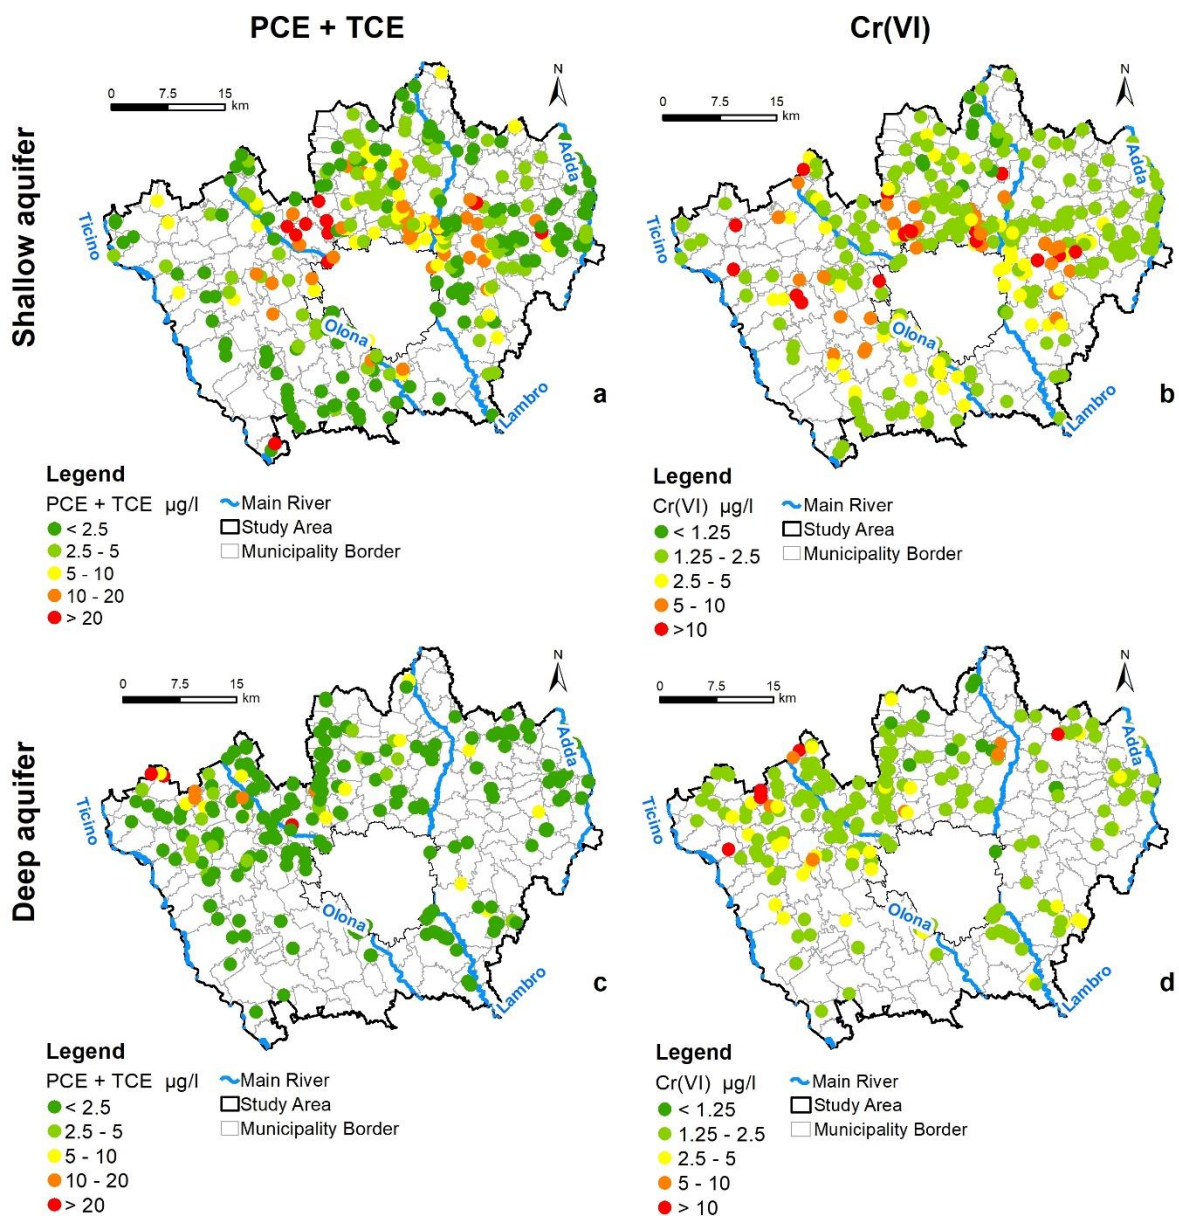 PCE + TCE
Cr(VI)
Shallow aquifer
0 7.5 15
km
N
Ticino
Adda
Olona
Lambro
a
0 7.5 15
km
N
Ticino
Adda
Olona
Lambro
b
Legend
PCE + TCE µg/l
< 2.5
2.5 - 5
5 - 10
10 - 20
> 20
Main River
Study Area
Municipality Border
Legend
Cr(VI) µg/l
< 1.25
1.25 - 2.5
2.5 - 5
5 - 10
>10
Main River
Study Area
Municipality Border
Deep aquifer
0 7.5 15
km
N
Ticino
Adda
Olona
Lambro
c
0 7.5 15
km
N
Ticino
Adda
Olona
Lambro
d
Legend
PCE + TCE µg/l
< 2.5
2.5 - 5
5 - 10
10 - 20
> 20
Main River
Study Area
Municipality Border
Legend
Cr(VI) µg/l
< 1.25
1.25 - 2.5
2.5 - 5
5 - 10
> 10
Main River
Study Area
Municipality Border